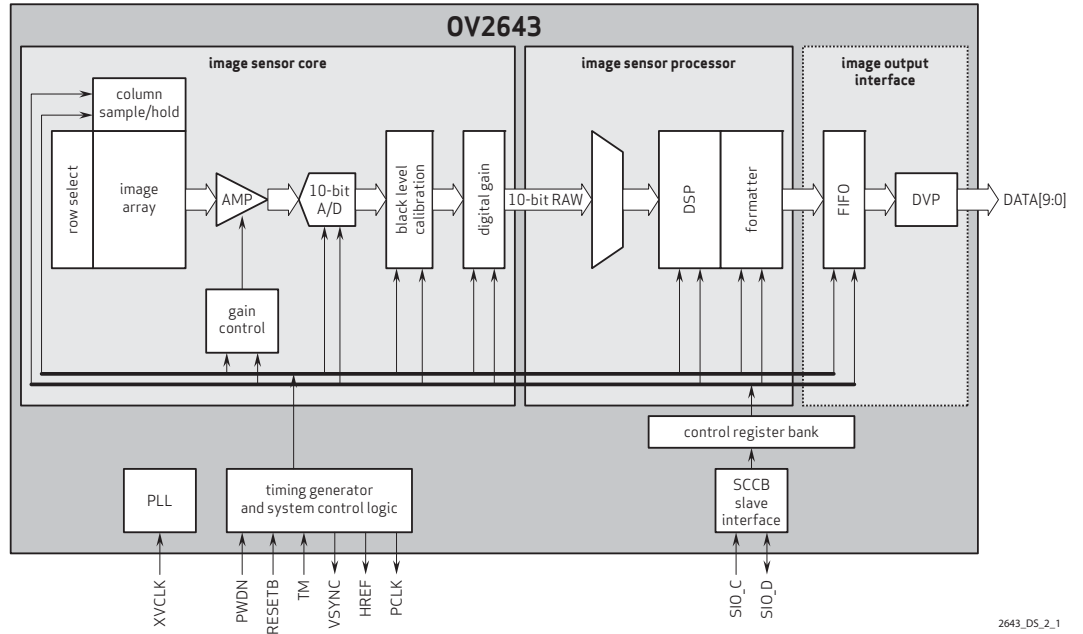 OV2643
image sensor core
image sensor processor
image output
interface
column
sample/hold
row select
image
array
AMP
10-bit
A/D
black level
calibration
digital gain
10-bit RAW
DSP
formatter
FIFO
DVP
DATA[9:0]
gain
control
control register bank
PLL
timing generator
and system control logic
SCCB
slave
interface
XVCLK
PWDN
RESETB
TM
VSYNC
HREF
PCLK
SIO_C
SIO_D
2643_DS_2_1